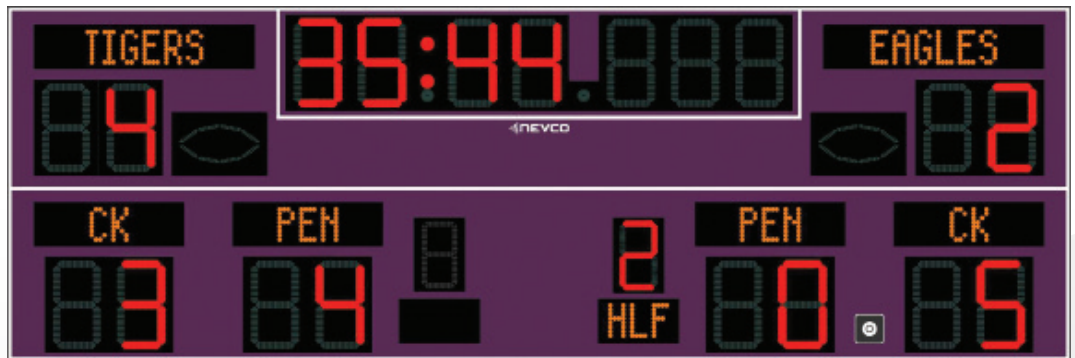 TIGERS 35:44 EAGLES
4 2
NEVCO
CK PEN 2 PEN CK
3 4 HLF 0 5